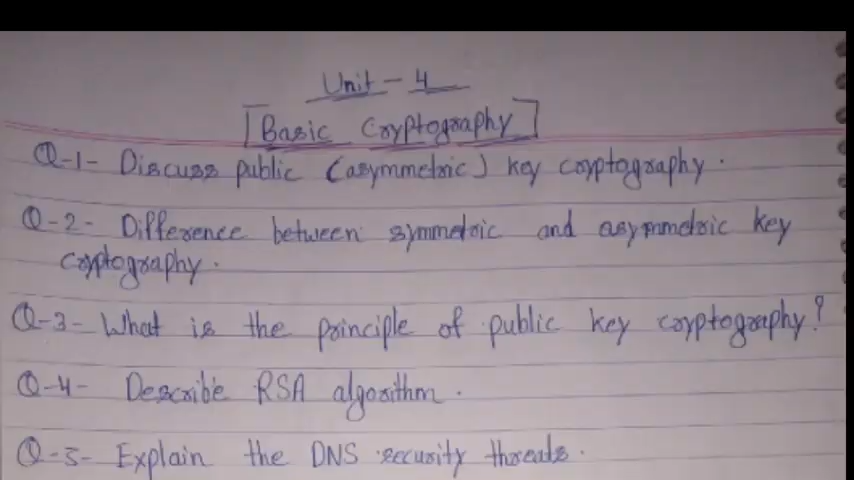 Unit - 4
[Basic Cryptography]
Q-1- Discuss public (asymmetric) key cryptography.
Q-2- Difference between symmetric and asymmetric key
cryptography.
Q-3- What is the principle of public key cryptography?
Q-4- Describe RSA algorithm.
Q-5- Explain the DNS security threats.